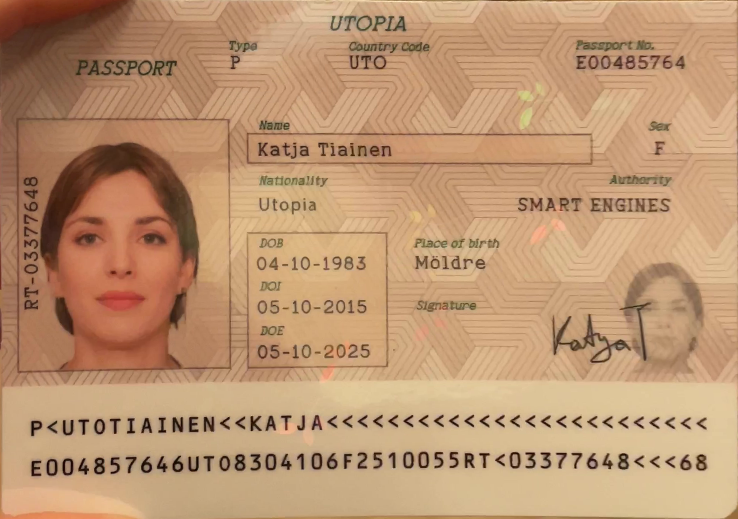 UTOPIA
PASSPORT
Type
P
Country Code
UTO
Passport No.
E00485764
Name
Katja Tiainen
Sex
F
Nationality
Utopia
Authority
SMART ENGINES
DOB
04-10-1983
Place of birth
Möldre
DOI
05-10-2015
Signature
KatyaT
DOE
05-10-2025
RT-03377648
P<UTOTIAINEN<<KATJA<<<<<<<<<<<<<<<<<<<<<<<<<
E004857646UTO8304106F2510055RT<03377648<<<68